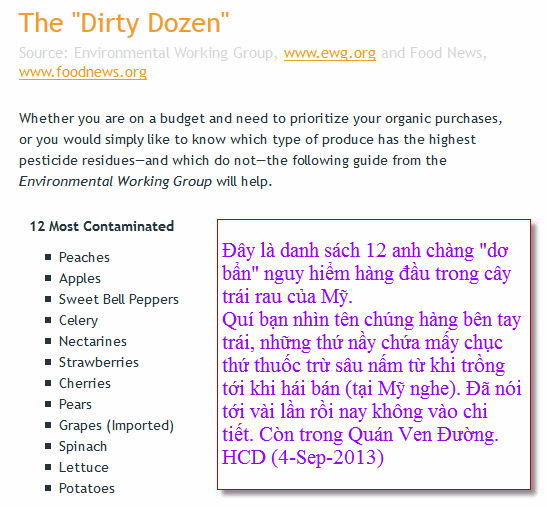 The "Dirty Dozen"
Source: Environmental Working Group, www.ewg.org and Food News,
www.foodnews.org
Whether you are on a budget and need to prioritize your organic purchases,
or you would simply like to know which type of produce has the highest
pesticide residues—and which do not—the following guide from the
Environmental Working Group will help.
12 Most Contaminated
Peaches
Apples
Sweet Bell Peppers
Celery
Nectarines
Strawberries
Cherries
Pears
Grapes (Imported)
Spinach
Lettuce
Potatoes
Đây là danh sách 12 anh chàng "dơ
bẩn" nguy hiểm hàng đầu trong cây
trái rau của Mỹ.
Quí bạn nhìn tên chúng hàng bên tay
trái, những thứ nầy chứa mấy chục
thứ thuốc trừ sâu nấm từ khi trồng
tới khi hái bán (tại Mỹ nghe). Đã nói
tới vài lần rồi nay không vào chi
tiết. Còn trong Quán Ven Đường.
HCD (4-Sep-2013)